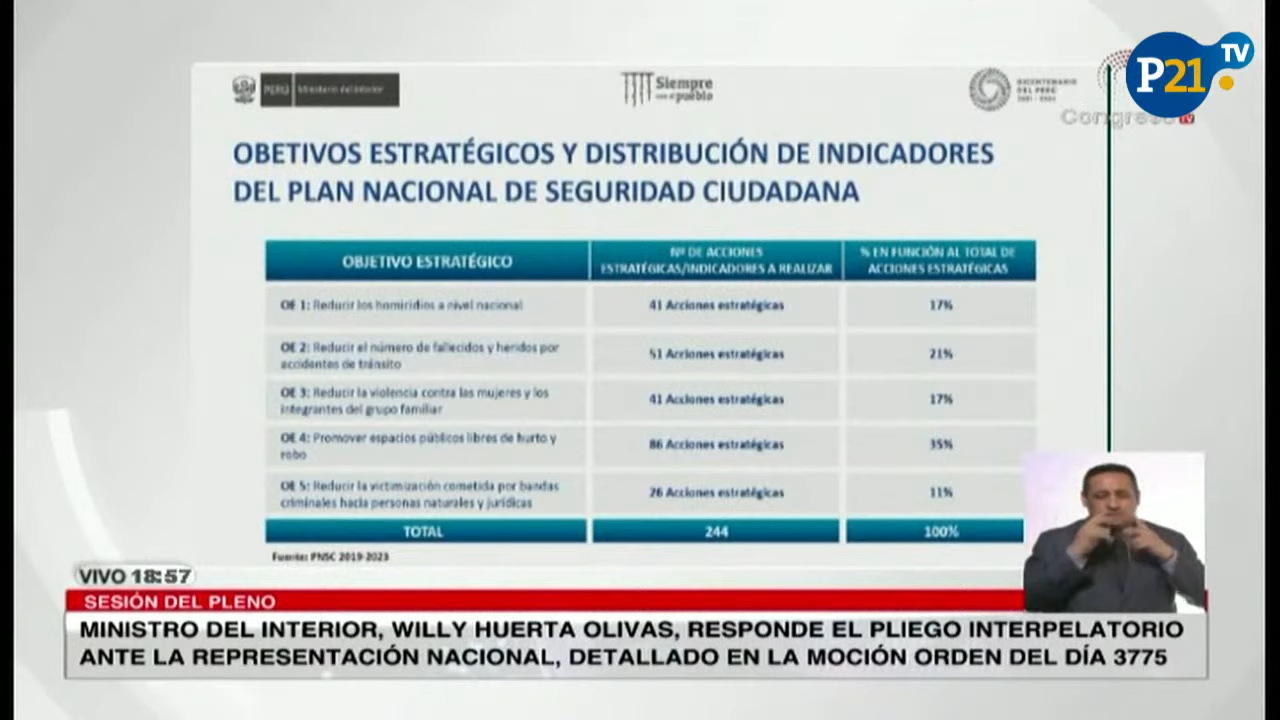 P21 TV
PERÚ Ministerio del Interior
Siempre
con el pueblo
BICENTENARIO
DEL PERÚ
2021 - 2024
Congreso TV
OBETIVOS ESTRATÉGICOS Y DISTRIBUCIÓN DE INDICADORES
DEL PLAN NACIONAL DE SEGURIDAD CIUDADANA
OBJETIVO ESTRATÉGICO
Nº DE ACCIONES
ESTRATÉGICAS/INDICADORES A REALIZAR
% EN FUNCIÓN AL TOTAL DE
ACCIONES ESTRATÉGICAS
OE 1: Reducir los homiridios a nivel nacional
41 Acciones estratégicas
17%
OE 2: Reducir el número de fallecidos y heridos por
accidentes de tránsito
51 Acciones estratégicas
21%
OE 3: Reducir la violencia contra las mujeres y los
integrantes del grupo familiar
41 Acciones estratégicas
17%
OE 4: Promover espacios públicos libres de hurto y
robo
86 Acciones estratégicas
35%
OE 5: Reducir la victimización cometida por bandas
criminales hacia personas naturales y jurídicas
26 Acciones estratégicas
11%
TOTAL
244
100%
Fuente: PNSC 2019-2023
VIVO 18:57
SESIÓN DEL PLENO
MINISTRO DEL INTERIOR, WILLY HUERTA OLIVAS, RESPONDE EL PLIEGO INTERPELATORIO
ANTE LA REPRESENTACIÓN NACIONAL, DETALLADO EN LA MOCIÓN ORDEN DEL DÍA 3775